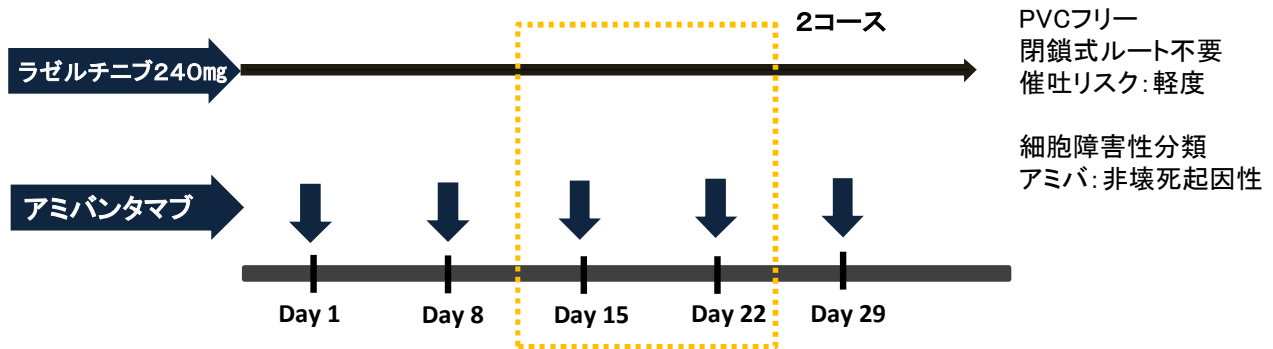 2コース
ラゼルチニブ240㎎
PVCフリー
閉鎖式ルート不要
催吐リスク:軽度
細胞障害性分類
アミバ:非壊死起因性
アミバンタマブ
Day 1
Day 8
Day 15
Day 22
Day 29